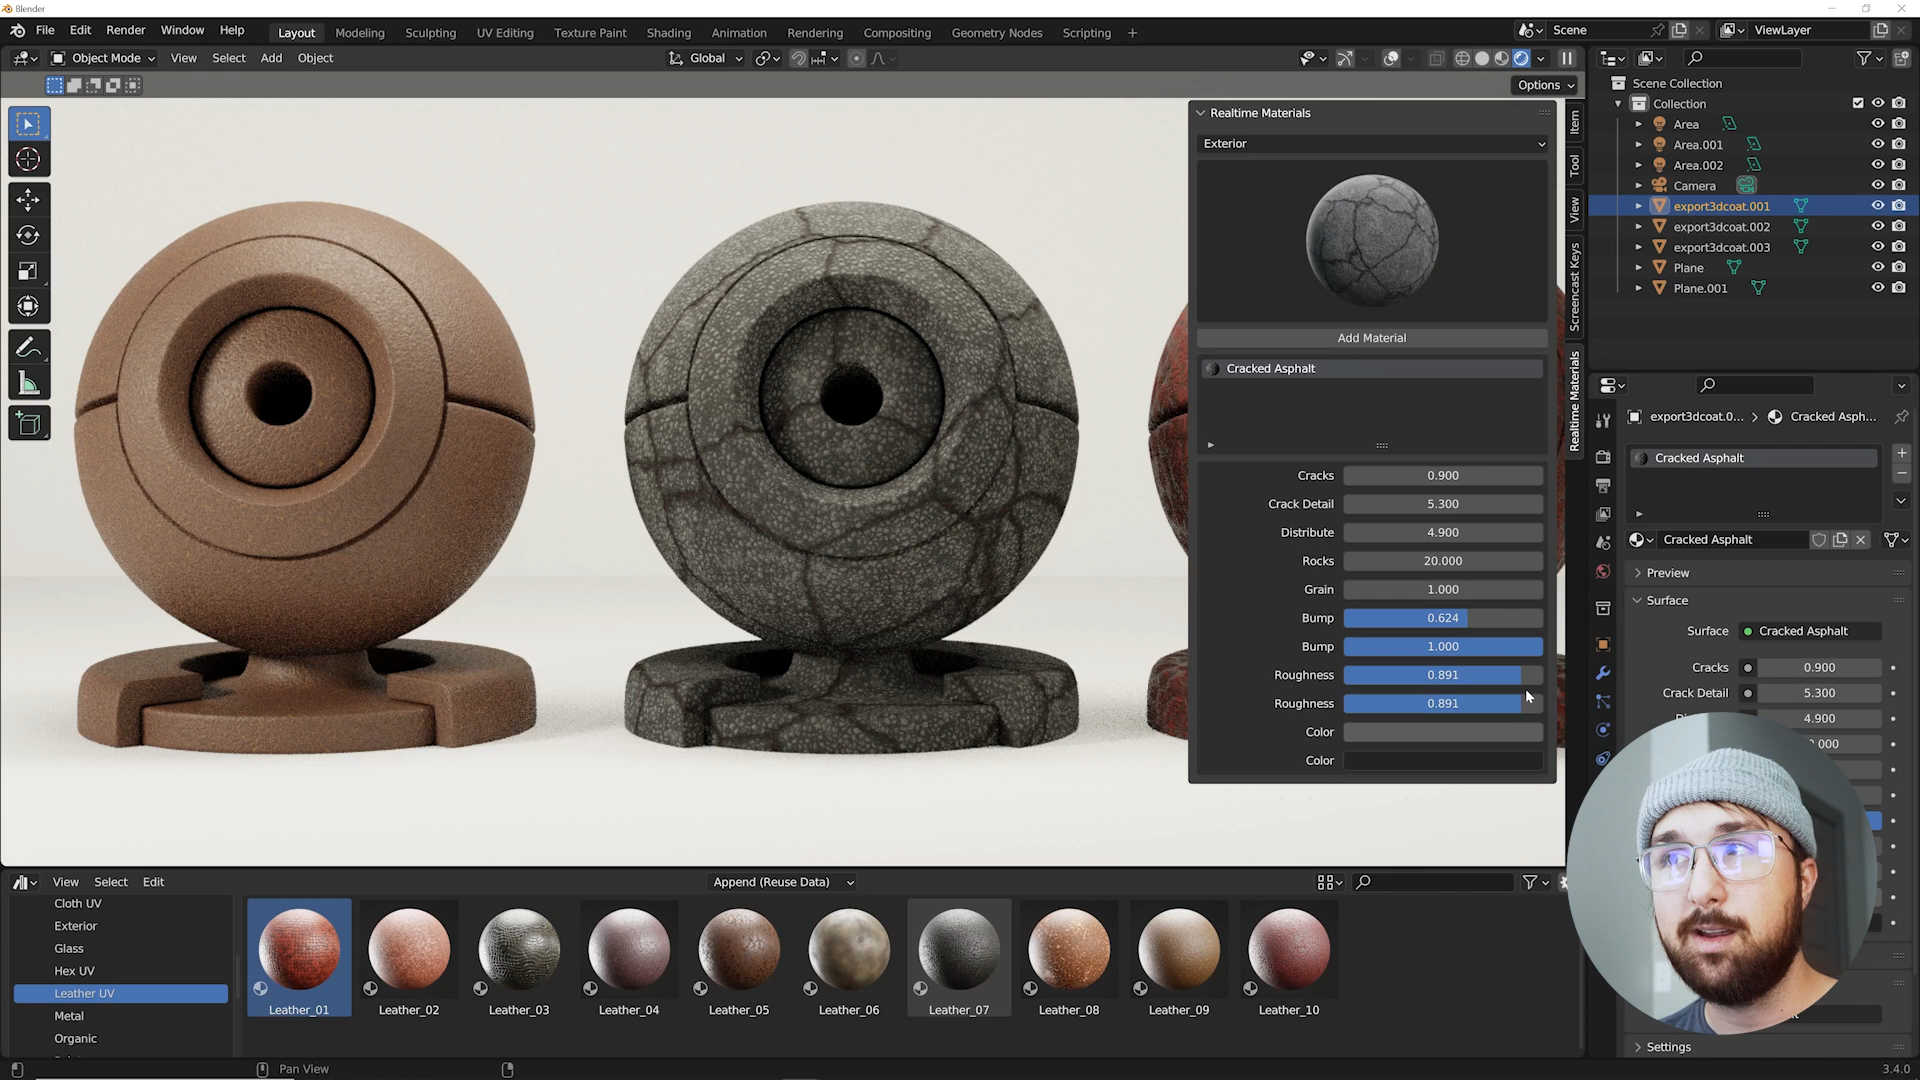 Blender
File Edit Render Window Help
Layout Modeling Sculpting UV Editing Texture Paint Shading Animation Rendering Compositing Geometry Nodes Scripting +
Scene
ViewLayer
Object Mode View Select Add Object
Global
Options
Realtime Materials
Exterior
Add Material
Cracked Asphalt
Cracks 0.900
Crack Detail 5.300
Distribute 4.900
Rocks 20.000
Grain 1.000
Bump 0.624
Bump 1.000
Roughness 0.891
Roughness 0.891
Color
Color
Item
Tool
View
Screencast Keys
Realtime Materials
Scene Collection
Collection
Area
Area.001
Area.002
Camera
export3dcoat.001
export3dcoat.002
export3dcoat.003
Plane
Plane.001
export3dcoat.0... > Cracked Asph...
Cracked Asphalt
Cracked Asphalt
Preview
Surface
Surface Cracked Asphalt
Cracks 0.900
Crack Detail 5.300
4.900
View Select Edit
Append (Reuse Data)
Cloth UV
Exterior
Glass
Hex UV
Leather UV
Metal
Organic
Leather_01 Leather_02 Leather_03 Leather_04 Leather_05 Leather_06 Leather_07 Leather_08 Leather_09 Leather_10
Settings
Pan View
3.4.0